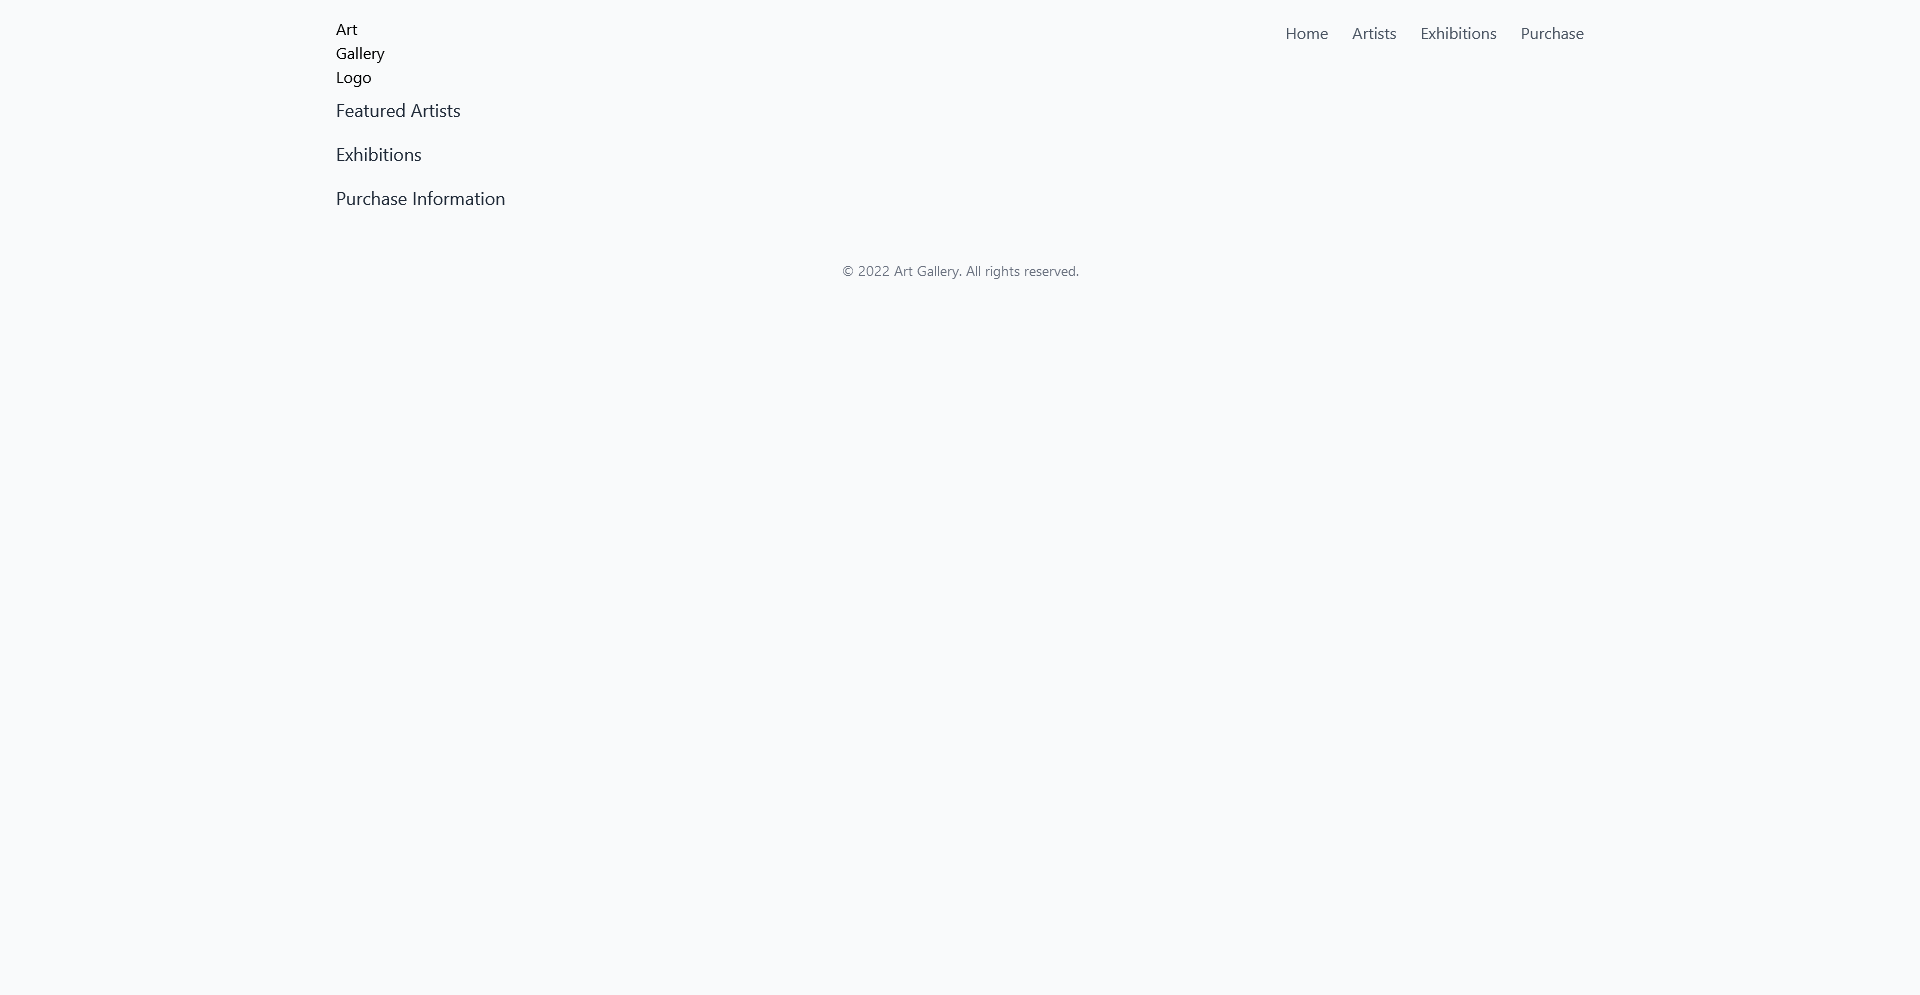 Art
Gallery
Logo
Home Artists Exhibitions Purchase
Featured Artists
Exhibitions
Purchase Information
© 2022 Art Gallery. All rights reserved.